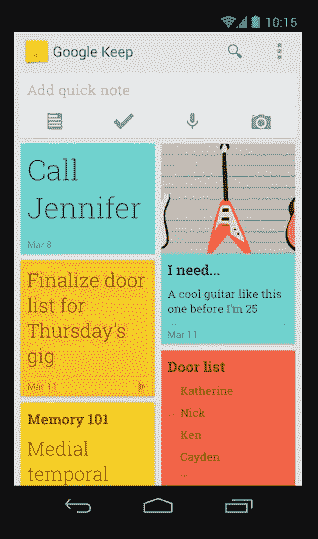 10:15
Google Keep
Add quick note
Call
Jennifer
Mar 8
Finalize door
list for
Thursday's
gig
Mar 11
Memory 101
Medial
temporal
I need...
A cool guitar like this
one before I'm 25
Mar 11
Door list
Katherine
Nick
Ken
Cayden